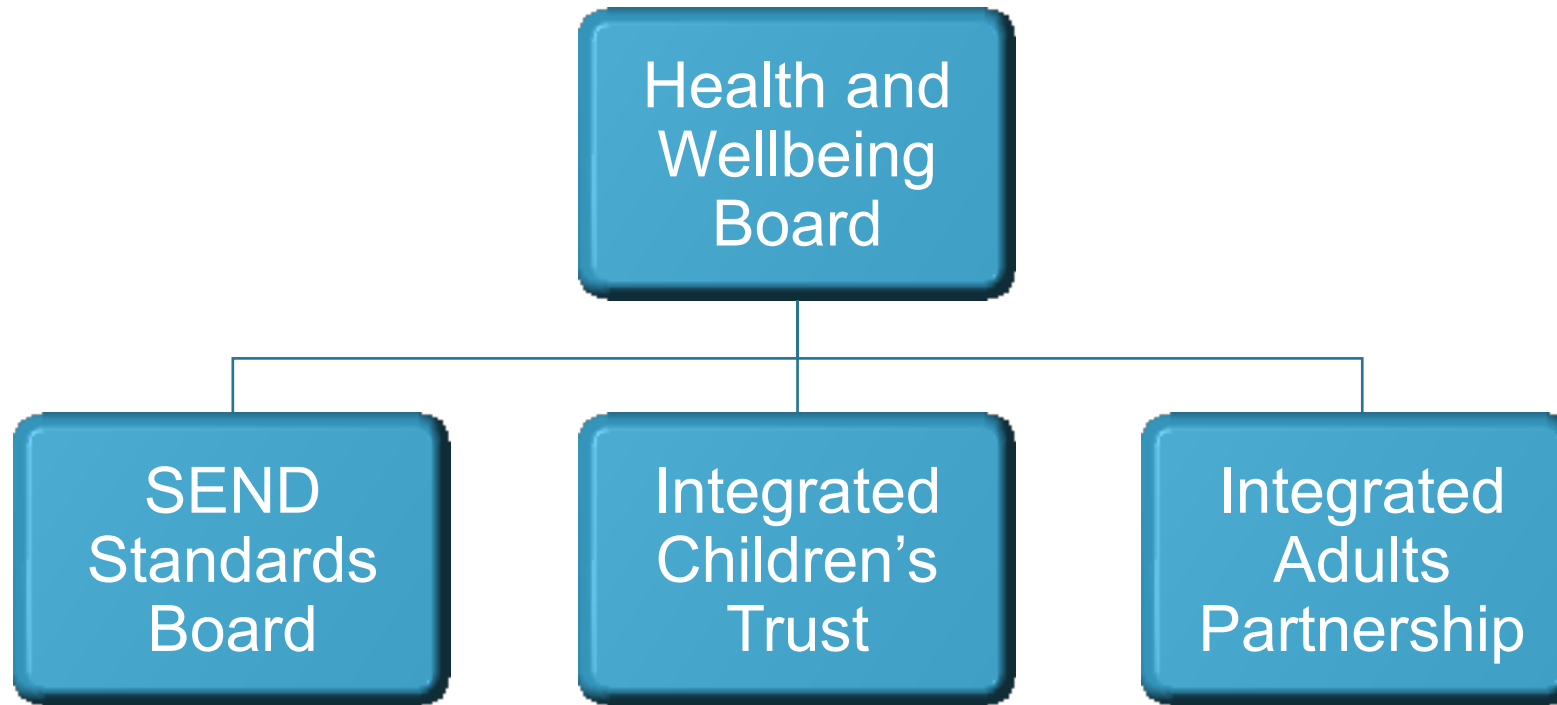 Health and
Wellbeing
Board
SEND
Standards
Board
Integrated
Children’s
Trust
Integrated
Adults
Partnership